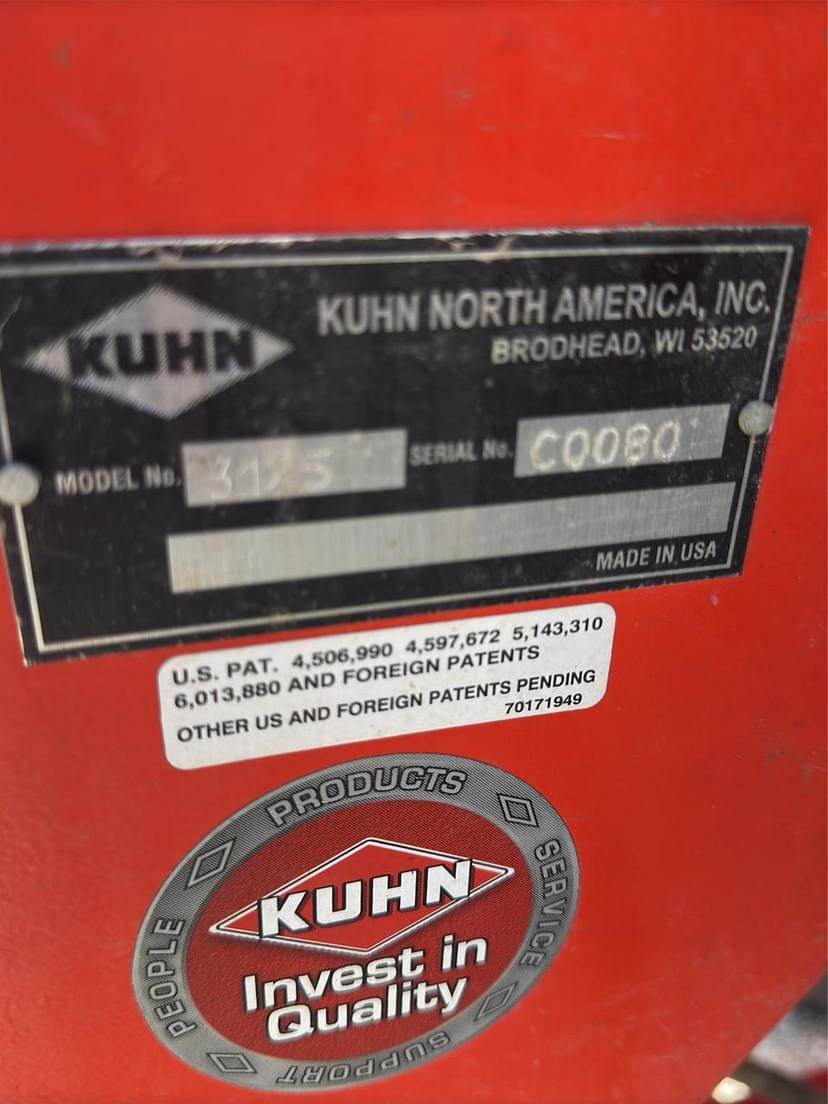 KUHN
KUHN NORTH AMERICA, INC.
BRODHEAD, WI 53520
MODEL No. 3125
SERIAL No. C0080
MADE IN USA
U.S. PAT. 4,506,990 4,597,672 5,143,310
6,013,880 AND FOREIGN PATENTS
OTHER US AND FOREIGN PATENTS PENDING
70171949
PRODUCTS
SERVICE
SUPPORT
PEOPLE
KUHN
Invest in
Quality